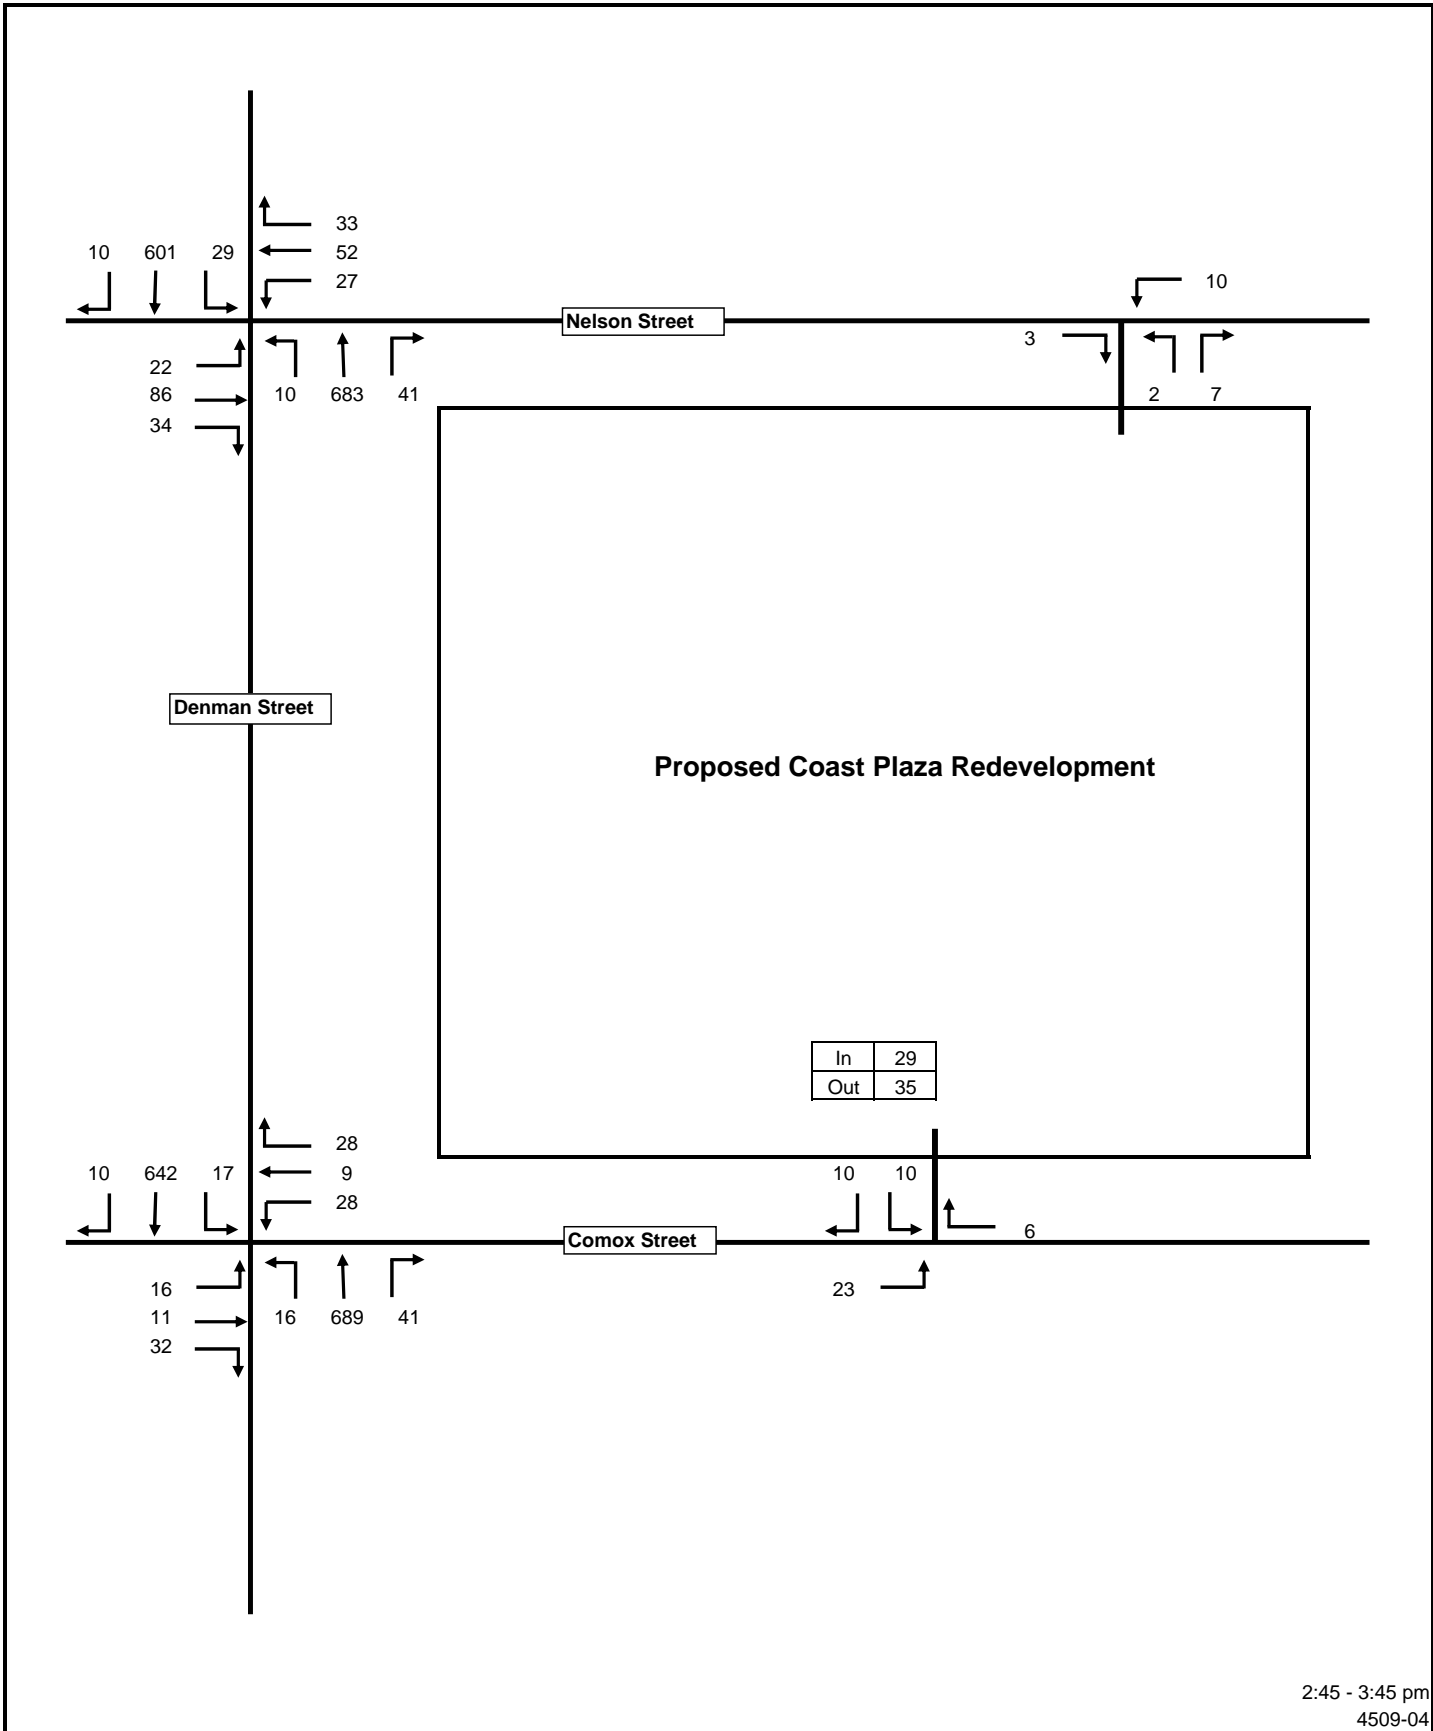 33
10 601 29 52
27
Nelson Street
10
3
22
86 10 683 41 2 7
34
Denman Street
Proposed Coast Plaza Redevelopment
In 29
Out 35
28
10 642 17 9 10 10
28
Comox Street 6
16 23
11 16 689 41
32
2:45 - 3:45 pm
4509-04